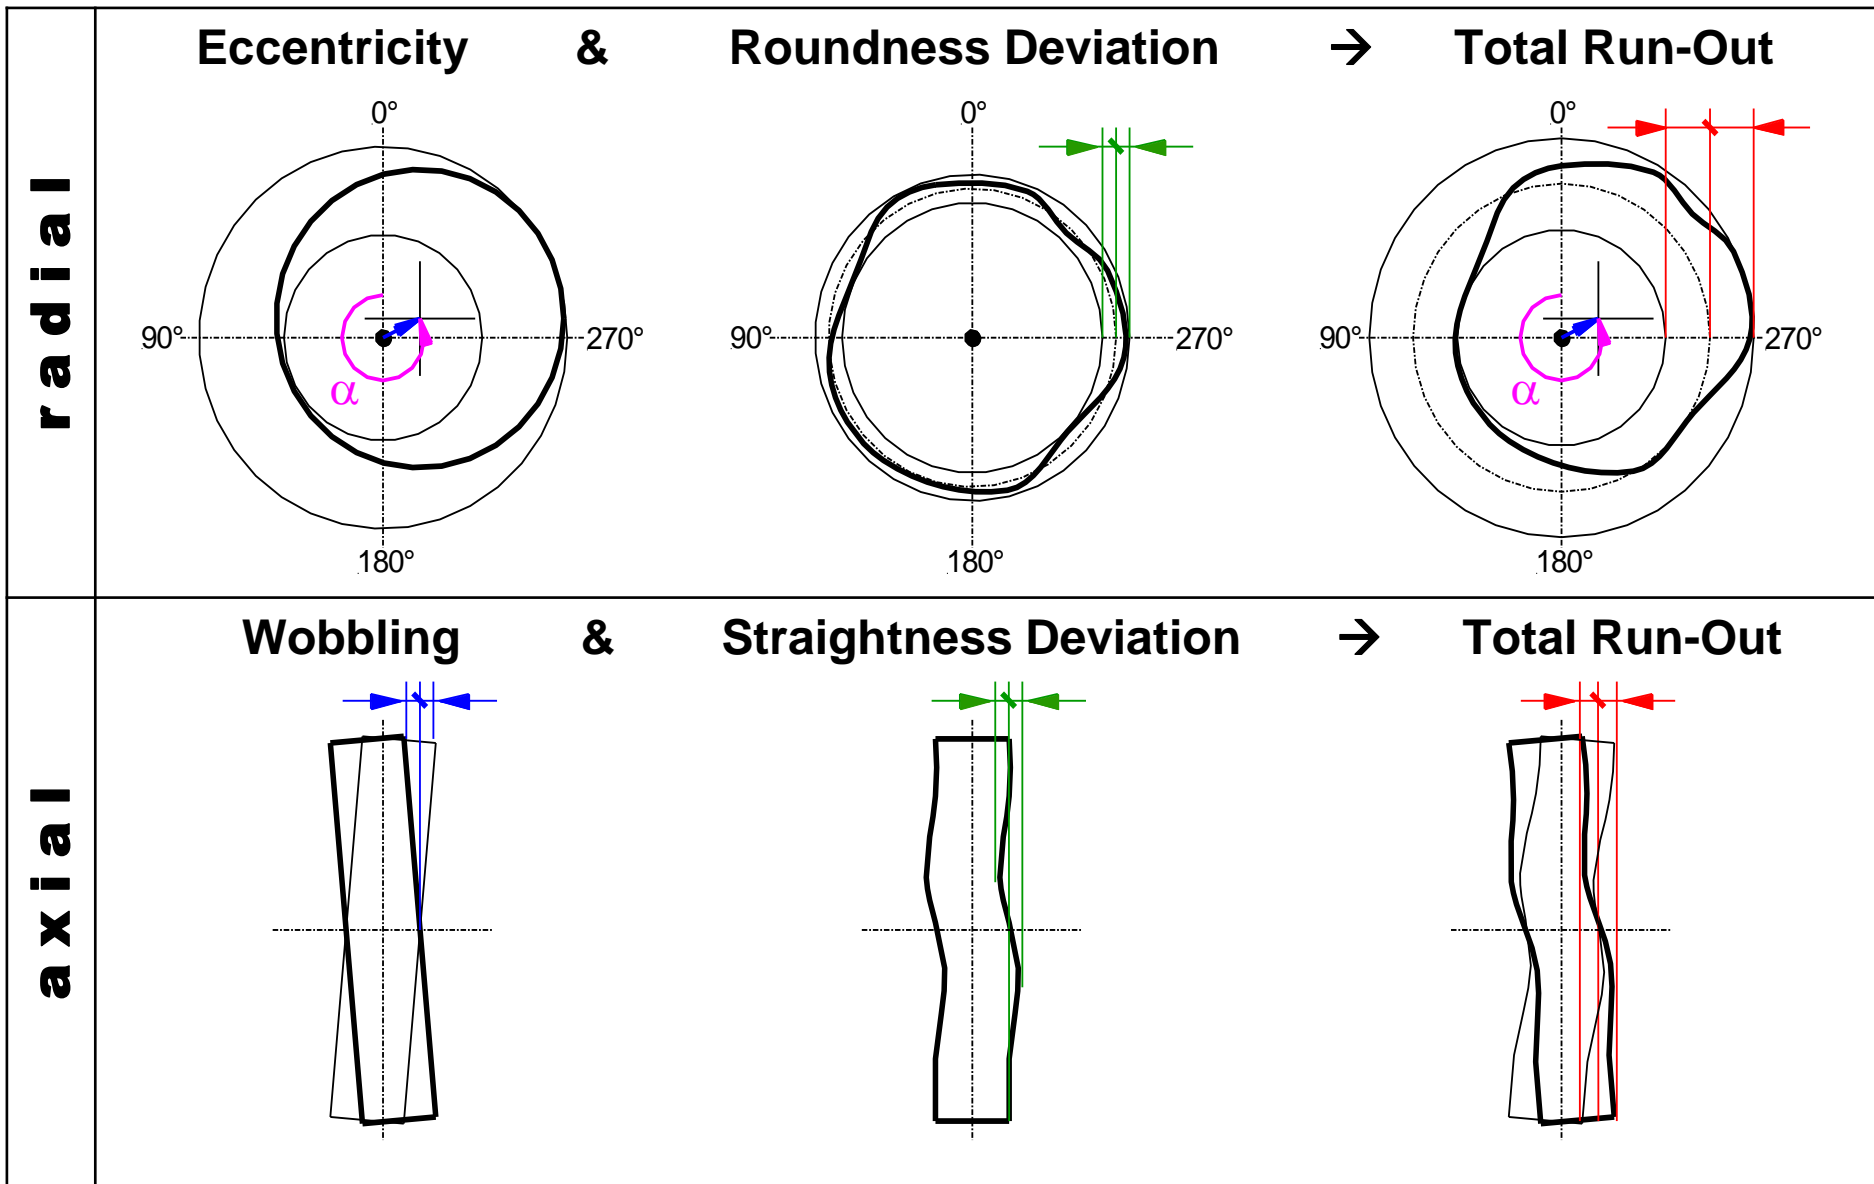 Eccentricity & Roundness Deviation → Total Run-Out
radial
0° 0° 0°
90° 270° 90° 270° 90° 270°
α α
180° 180° 180°
Wobbling & Straightness Deviation → Total Run-Out
axial